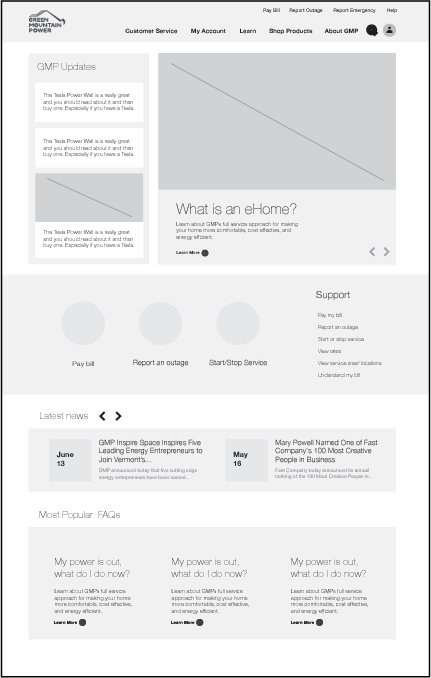 GREEN
MOUNTAIN
POWER
Pay Bill Report Outage Report Emergency Help
Customer Service My Account Learn Shop Products About GMP
GMP Updates
The Tesla Power Wall is a really great
and you should read about it and than
buy one. Especially if you have a Tesla.
The Tesla Power Wall is a really great
and you should read about it and than
buy one. Especially if you have a Tesla.
The Tesla Power Wall is a really great
and you should read about it and than
buy one. Especially if you have a Tesla.
What is an eHome?
Learn about GMP's full service approach for making
your home more comfortable, cost effective, and
energy efficient.
Learn More
Pay bill
Report an outage
Start/Stop Service
Support
Pay my bill
Report an outage
Start or stop service
View rates
View service area/ locations
Understand my bill
Latest news
June
13
GMP Inspire Space Inspires Five
Leading Energy Entrepreneurs to
Join Vermont's...
GMP announced today that five cutting edge
energy entrepreneurs have been named...
May
16
Mary Powell Named One of Fast
Company's 100 Most Creative
People in Business
Fast Company today announced its annual
ranking of the 100 Most Creative People in...
Most Popular FAQs
My power is out,
what do I do now?
Learn about GMP's full service
approach for making your home
more comfortable, cost effective,
and energy efficient.
Learn More
My power is out,
what do I do now?
Learn about GMP's full service
approach for making your home
more comfortable, cost effective,
and energy efficient.
Learn More
My power is out,
what do I do now?
Learn about GMP's full service
approach for making your home
more comfortable, cost effective,
and energy efficient.
Learn More